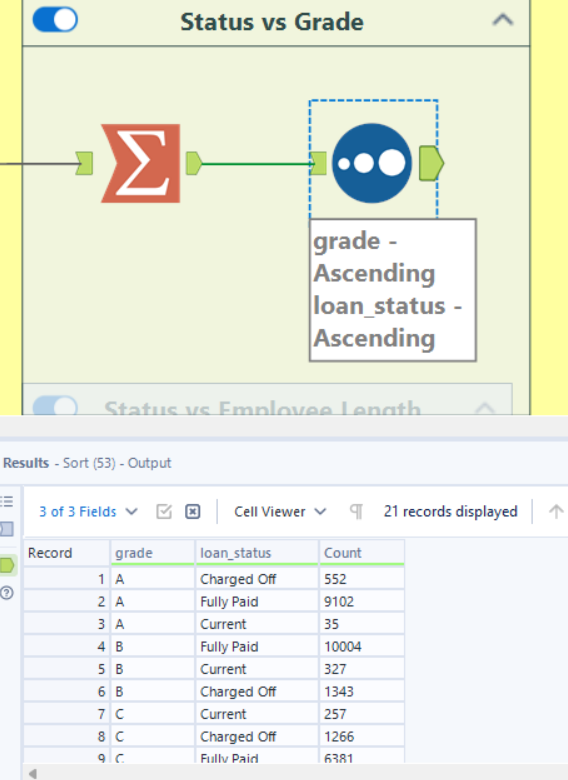 Status vs Grade
Σ
grade -
Ascending
loan_status -
Ascending
Status vs Employee Length
Results - Sort (53) - Output
3 of 3 Fields Cell Viewer 21 records displayed
Record grade loan_status Count
1 A Charged Off 552
2 A Fully Paid 9102
3 A Current 35
4 B Fully Paid 10004
5 B Current 327
6 B Charged Off 1343
7 C Current 257
8 C Charged Off 1266
9 C Fully Paid 6381